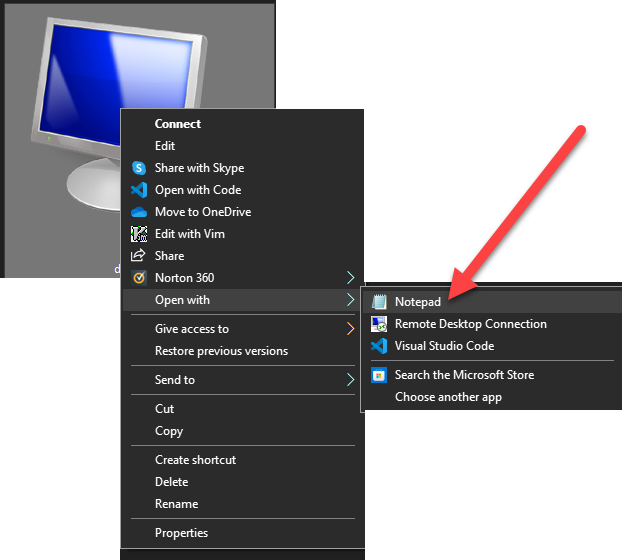 Connect
Edit
Share with Skype
Open with Code
Move to OneDrive
Edit with Vim
Share
Norton 360
Open with
Give access to
Restore previous versions
Send to
Cut
Copy
Create shortcut
Delete
Rename
Properties
Notepad
Remote Desktop Connection
Visual Studio Code
Search the Microsoft Store
Choose another app